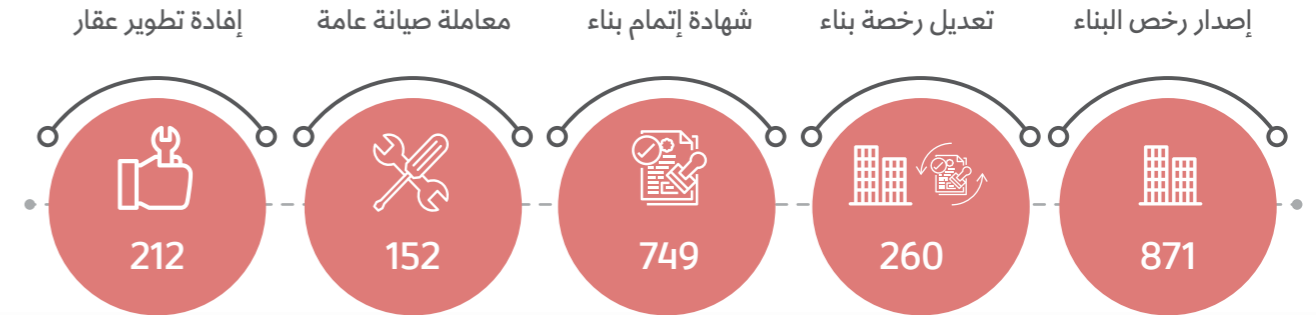 إصدار رخص البناء
تعديل رخصة بناء
شهادة إتمام بناء
معاملة صيانة عامة
إفادة تطوير عقار
871
260
749
152
212